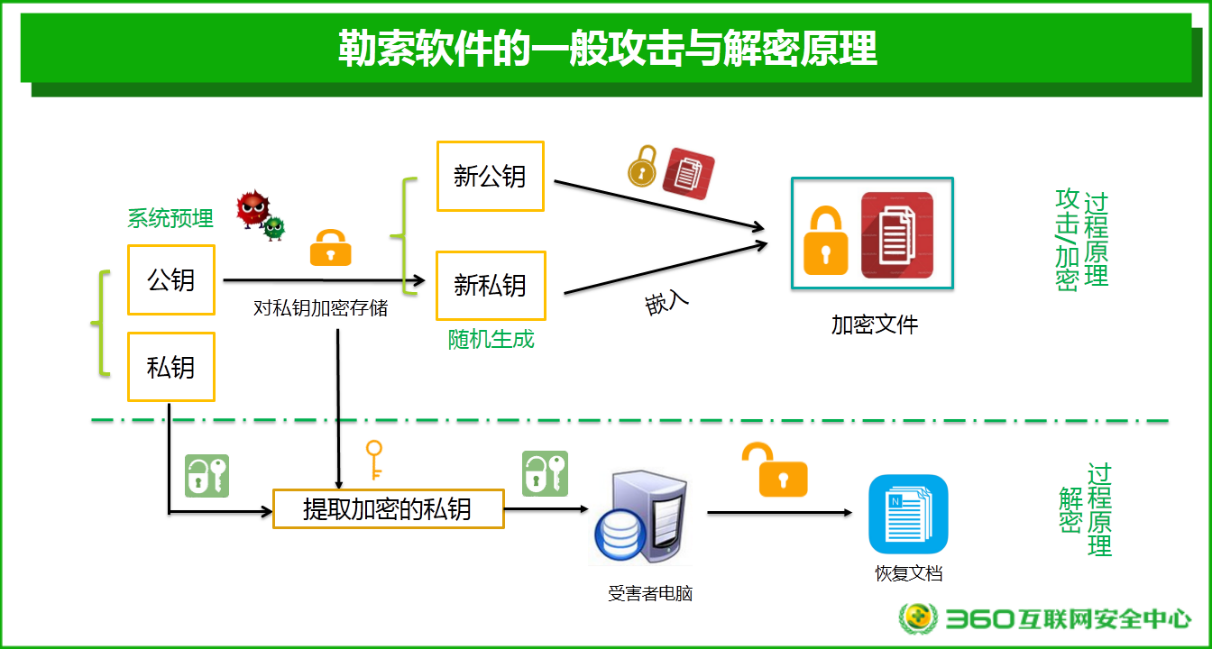 勒索软件的一般攻击与解密原理
系统预埋
公钥
私钥
对私钥加密存储
新公钥
新私钥
随机生成
嵌入
加密文件
攻击/加密
过程原理
提取加密的私钥
受害者电脑
N
恢复文档
解密
过程原理
360互联网安全中心